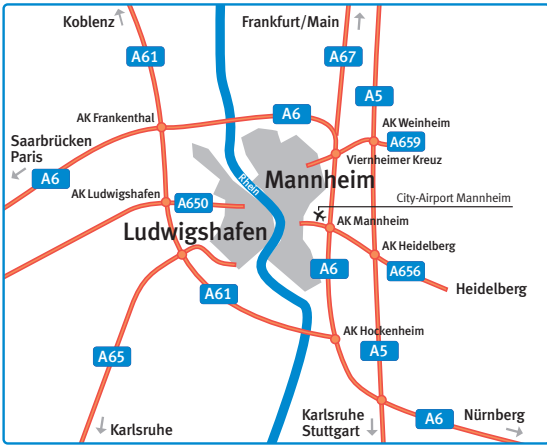 Koblenz
Frankfurt/Main
A61
A67
A5
AK Frankenthal
A6
AK Weinheim
A659
Saarbrücken
Paris
Viernheimer Kreuz
A6
Rhein
Mannheim
AK Ludwigshafen
A650
City-Airport Mannheim
AK Mannheim
Ludwigshafen
AK Heidelberg
A6
A656
Heidelberg
A61
AK Hockenheim
A65
A5
Karlsruhe
Karlsruhe
Stuttgart
A6
Nürnberg